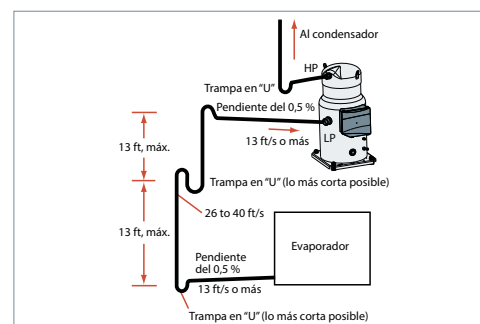 Al condensador
HP
Trampa en “U”
Pendiente del 0,5 %
13 ft, máx.
13 ft/s o más
LP
Trampa en “U” (lo más corta posible)
26 to 40 ft/s
13 ft, máx.
Evaporador
Pendiente
del 0,5 %
13 ft/s o más
Trampa en “U” (lo más corta posible)